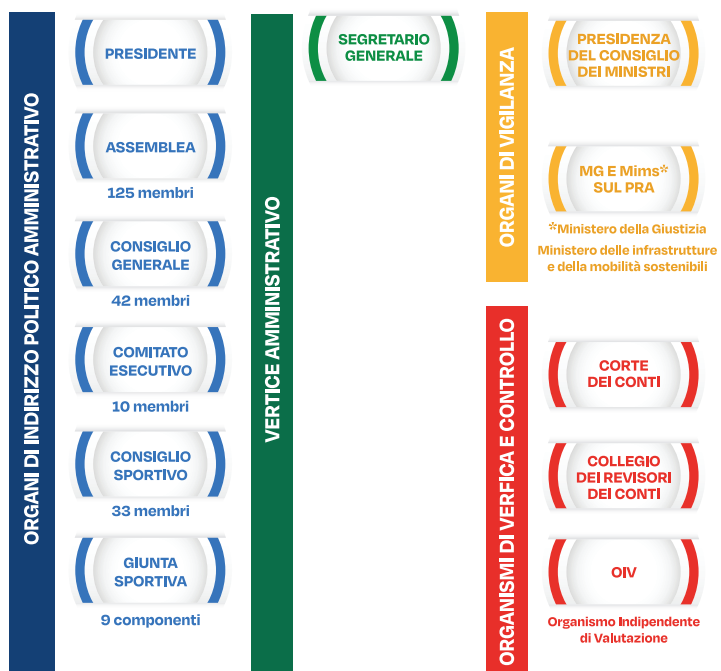 ORGANI DI INDIRIZZO POLITICO AMMINISTRATIVO
PRESIDENTE
ASSEMBLEA
125 membri
CONSIGLIO
GENERALE
42 membri
COMITATO
ESECUTIVO
10 membri
CONSIGLIO
SPORTIVO
33 membri
GIUNTA
SPORTIVA
9 componenti
VERTICE AMMINISTRATIVO
SEGRETARIO
GENERALE
ORGANI DI VIGILANZA
PRESIDENZA
DEL CONSIGLIO
DEI MINISTRI
MG E Mims*
SUL PRA
*Ministero della Giustizia
Ministero delle infrastrutture
e della mobilità sostenibili
ORGANISMI DI VERFICA E CONTROLLO
CORTE
DEI CONTI
COLLEGIO
DEI REVISORI
DEI CONTI
OIV
Organismo Indipendente
di Valutazione